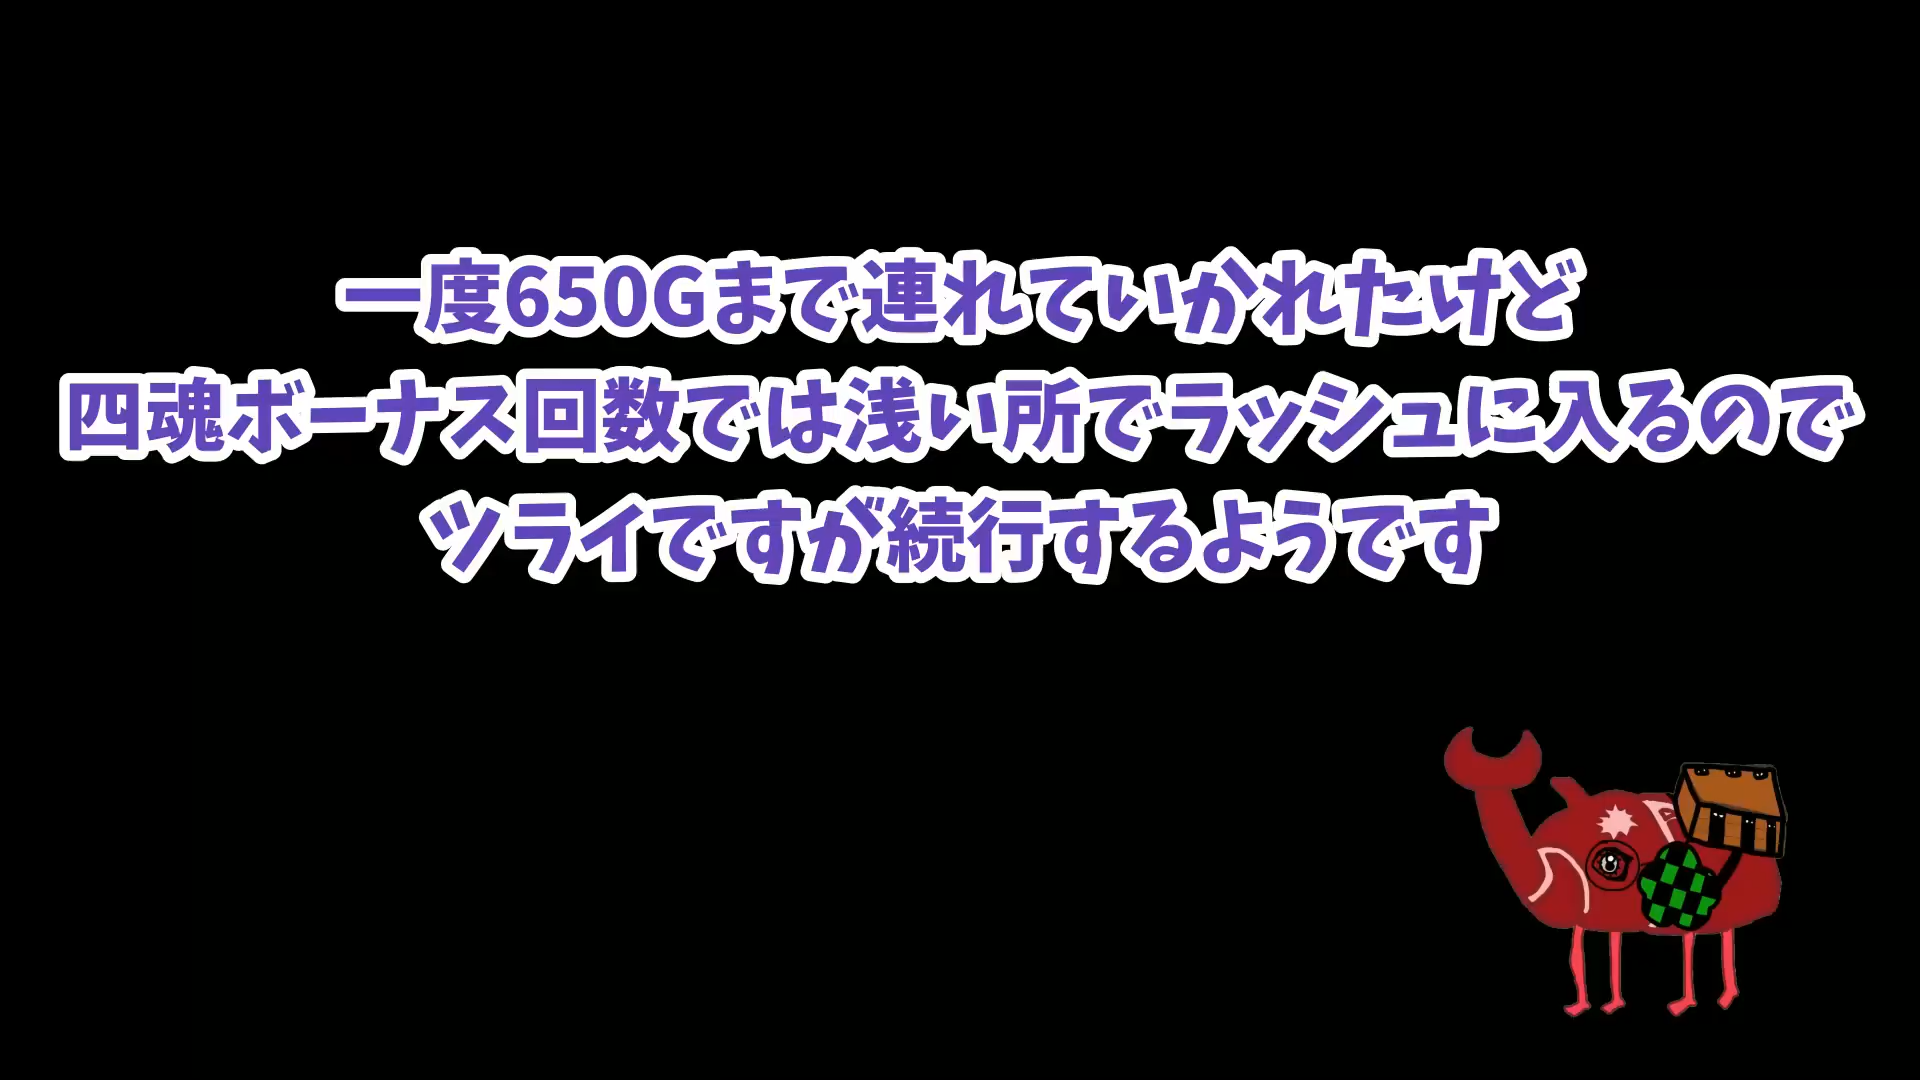 一度650Gまで連れていかれたけど
四魂ボーナス回数では浅い所でラッシュに入るので
ツライですが続行するようです